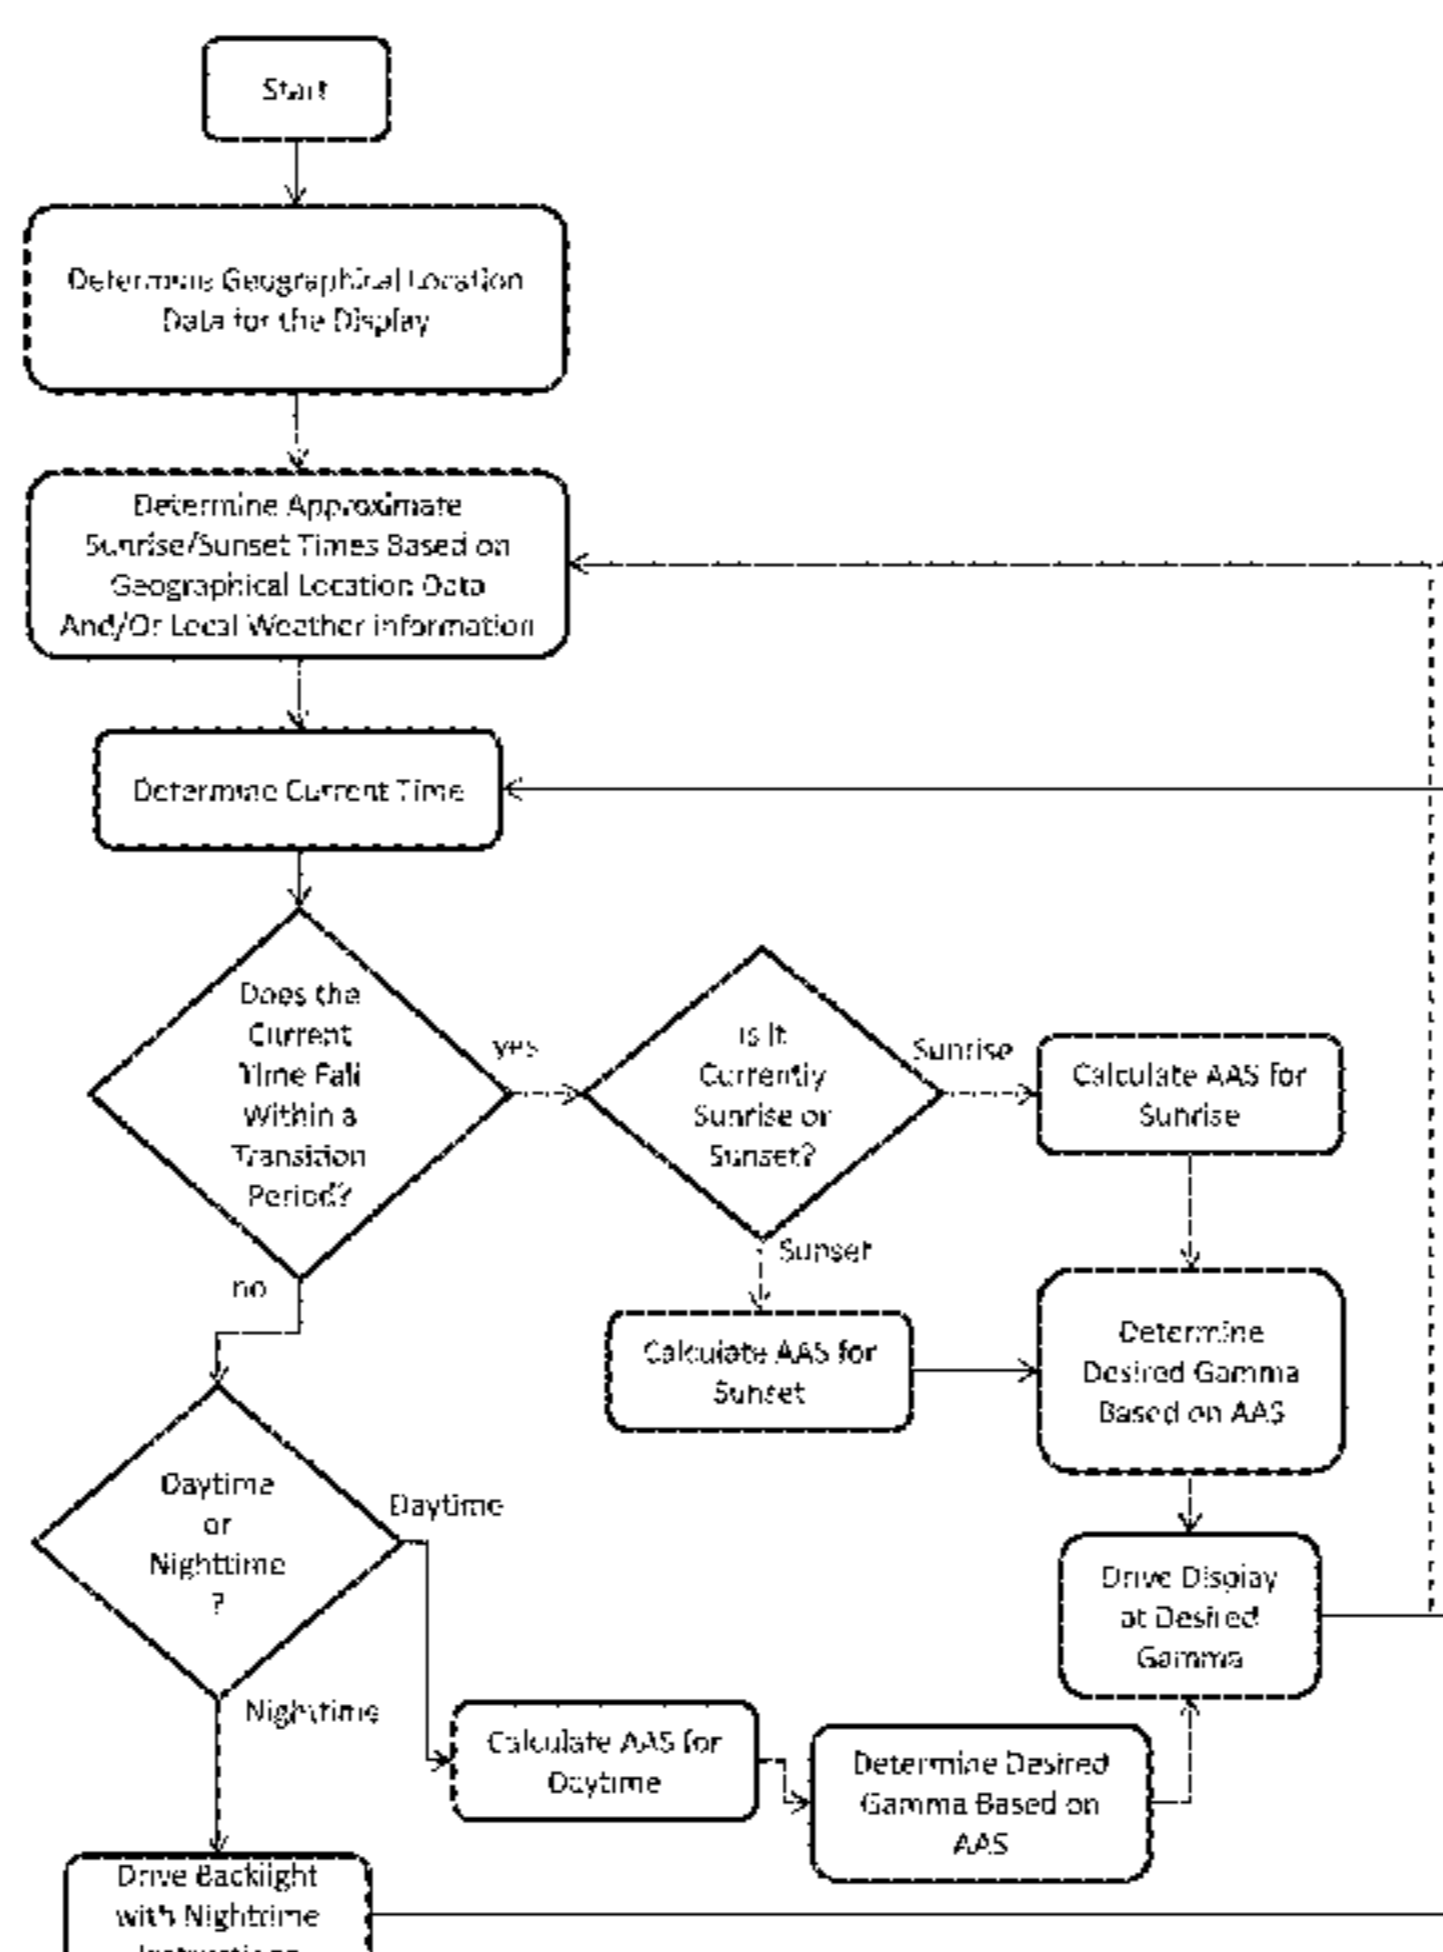 Start
Determine Geographical Location
Data for the Display
Determine Approximate
Sunrise/Sunset Times Based on
Geographical Location Data
And/Or Local Weather information
Determine Current Time
Does the
Current
Time Fall
Within a
Transition
Period?
yes
Is it
Currently
Sunrise or
Sunset?
Sunrise
Calculate AAS for
Sunrise
Sunset
Calculate AAS for
Sunset
Determine
Desired Gamma
Based on AAS
no
Daytime
or
Nighttime
?
Daytime
Nighttime
Drive Display
at Desired
Gamma
Calculate AAS for
Daytime
Determine Desired
Gamma Based on
AAS
Drive Backlight
with Nighttime